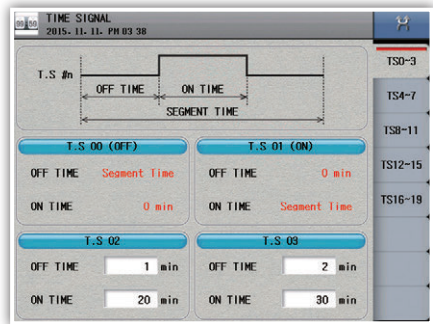 TIME SIGNAL
2015. 11. 11. PM 03 38
T.S #n
OFF TIME
ON TIME
SEGMENT TIME
T.S 00 (OFF)
OFF TIME Segment Time
ON TIME 0 min
T.S 01 (ON)
OFF TIME 0 min
ON TIME Segment Time
T.S 02
OFF TIME 1 min
ON TIME 20 min
T.S 03
OFF TIME 2 min
ON TIME 30 min
TS0~3
TS4~7
TS8~11
TS12~15
TS16~19